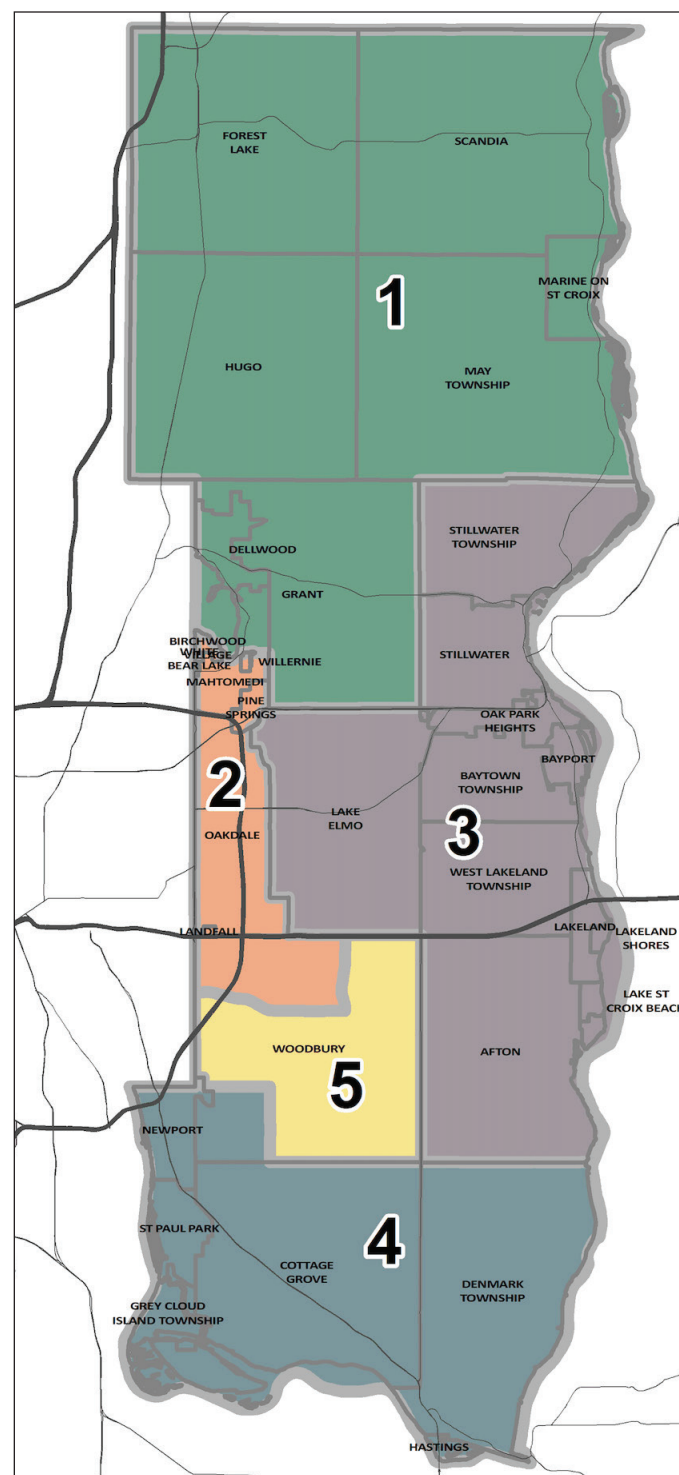 FOREST
LAKE
SCANDIA
MARINE ON
ST CROIX
1
HUGO
MAY
TOWNSHIP
STILLWATER
TOWNSHIP
DELLWOOD
GRANT
BIRCHWOOD
VILLAGE
WHITE
BEAR LAKE
WILLERNIE
STILLWATER
MAHTOMEDI
PINE
SPRINGS
OAK PARK
HEIGHTS
BAYPORT
2
BAYTOWN
TOWNSHIP
LAKE
ELMO
OAKDALE
3
WEST LAKELAND
TOWNSHIP
LANDFALL
LAKELAND
LAKELAND
SHORES
LAKE ST
CROIX BEACH
WOODBURY
AFTON
5
NEWPORT
ST PAUL PARK
4
COTTAGE
GROVE
DENMARK
TOWNSHIP
GREY CLOUD
ISLAND TOWNSHIP
HASTINGS